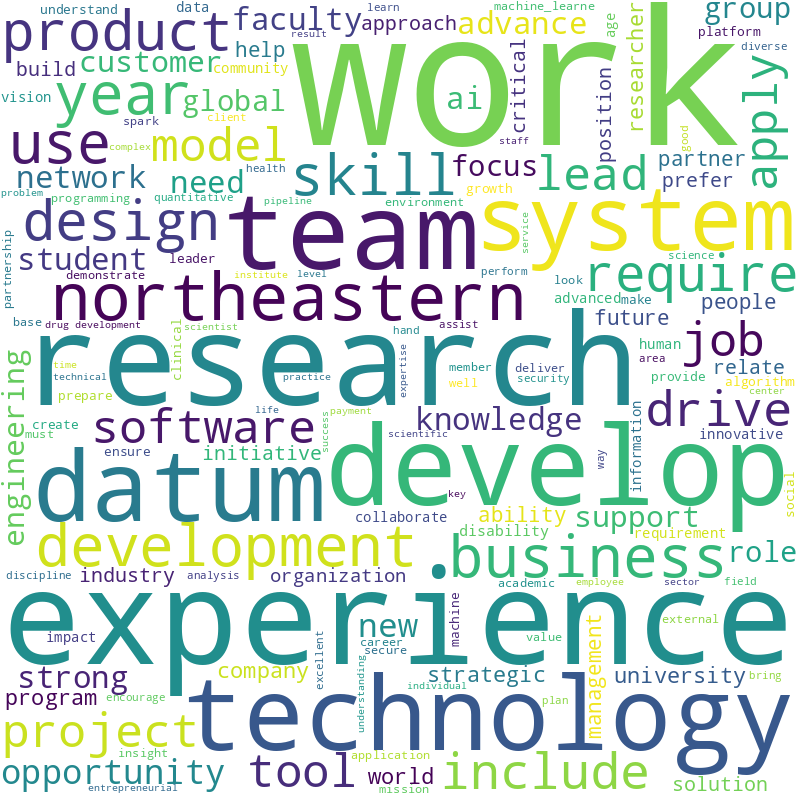 understand data faculty learn machine_learne group
product result approach advance age platform
work
build customer help community critical position researcher diverse
vision year global ai apply
spark client staff good
use model complex health skill focus lead partner
problem network need prefer
programming quantitative pipeline environment growth
design team system service
student leader science
partnership demonstrate institute level perform look require
northeastern advanced make people
base drug development scientist hand assist future
research job
engineering time clinical expertise member deliver human area relate
technical practice well security provide algorithm center
prepare life
create software success payment knowledge drive
must scientific innovative
ensure initiative way information social
datum develop
key
collaborate ability support
development disability requirement
business role
discipline industry analysis organization academic employee sector field
experience
impact new career machine value external
strong excellent secure
company understanding strategic management university bring
program encourage individual plan
technology
project
insight application
opportunity tool world include solution
entrepreneurial mission